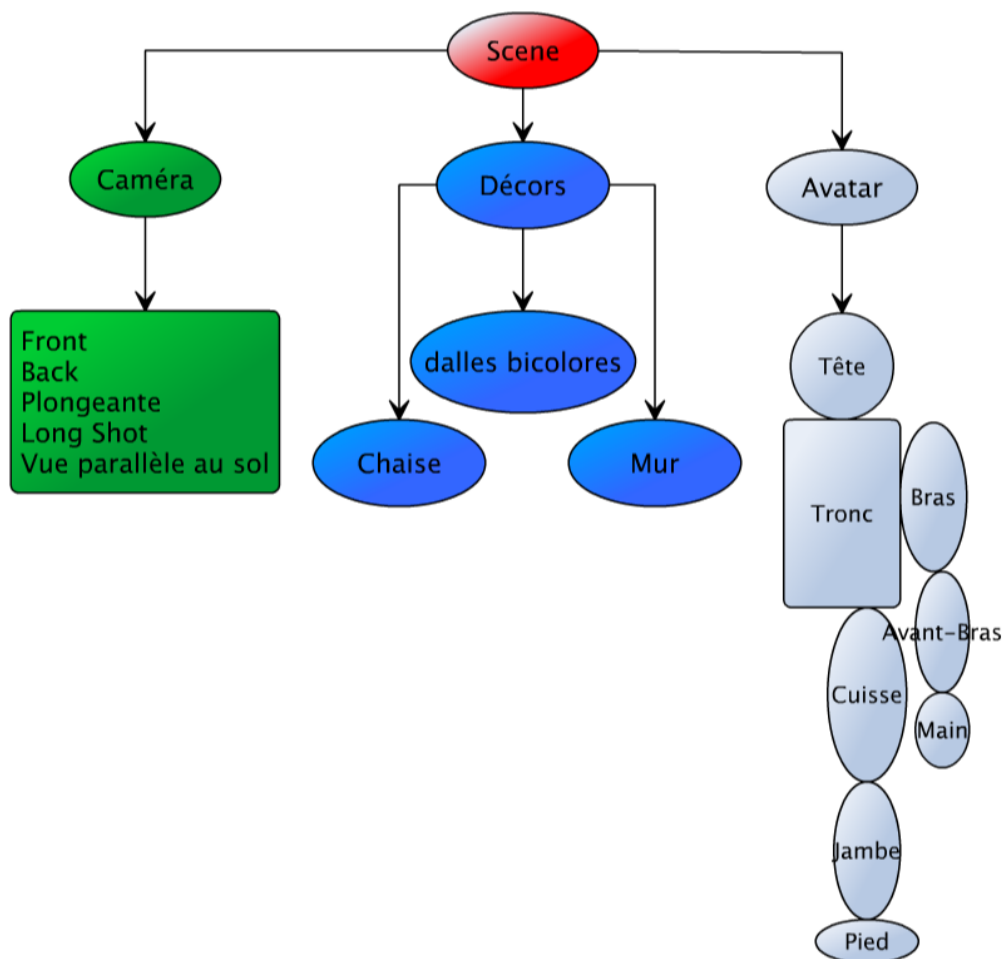 Scene
Caméra
Décors
Avatar
Front
Back
Plongeante
Long Shot
Vue parallèle au sol
dalles bicolores
Chaise
Mur
Tête
Tronc
Bras
Avant-Bras
Cuisse
Main
Jambe
Pied